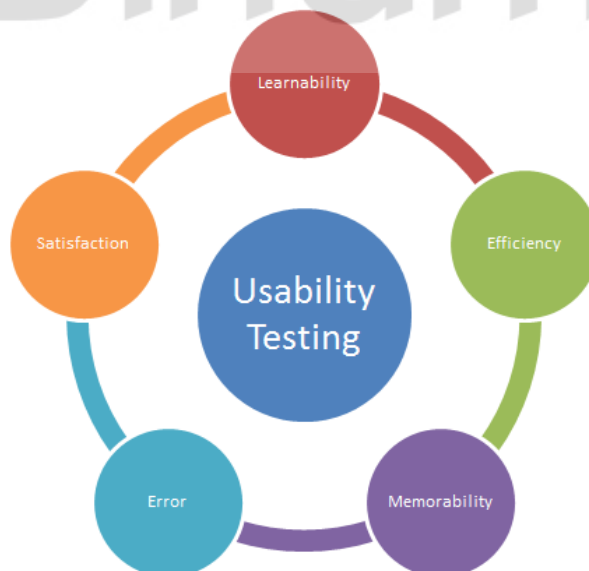 Learnability
Satisfaction
Efficiency
Usability
Testing
Error
Memorability